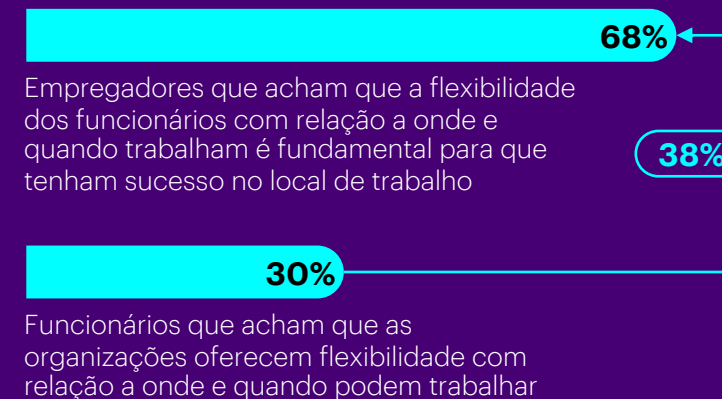 68%
Empregadores que acham que a flexibilidade
dos funcionários com relação a onde e
quando trabalham é fundamental para que
tenham sucesso no local de trabalho
38%
30%
Funcionários que acham que as
organizações oferecem flexibilidade com
relação a onde e quando podem trabalhar